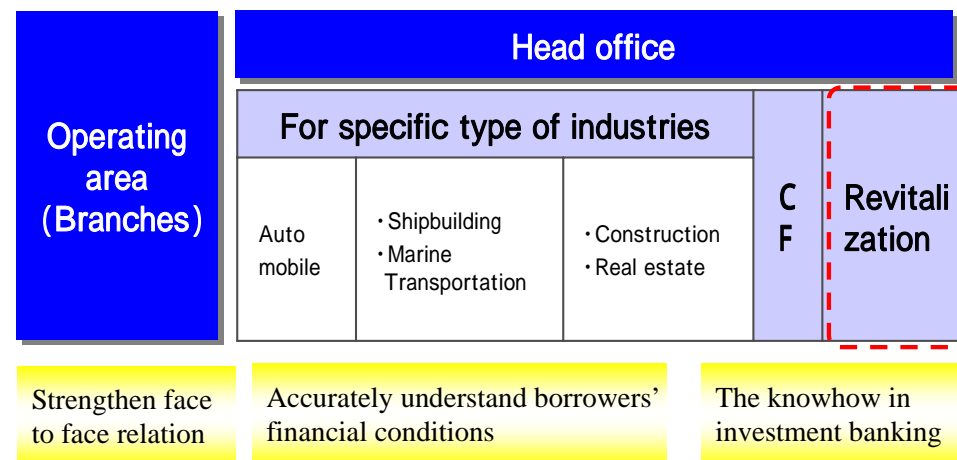 Head office
Operating
area
(Branches)
For specific type of industries
Auto
mobile
・Shipbuilding
・Marine
Transportation
・Construction
・Real estate
C
F
Revitali
zation
Strengthen face
to face relation
Accurately understand borrowers’
financial conditions
The knowhow in
investment banking